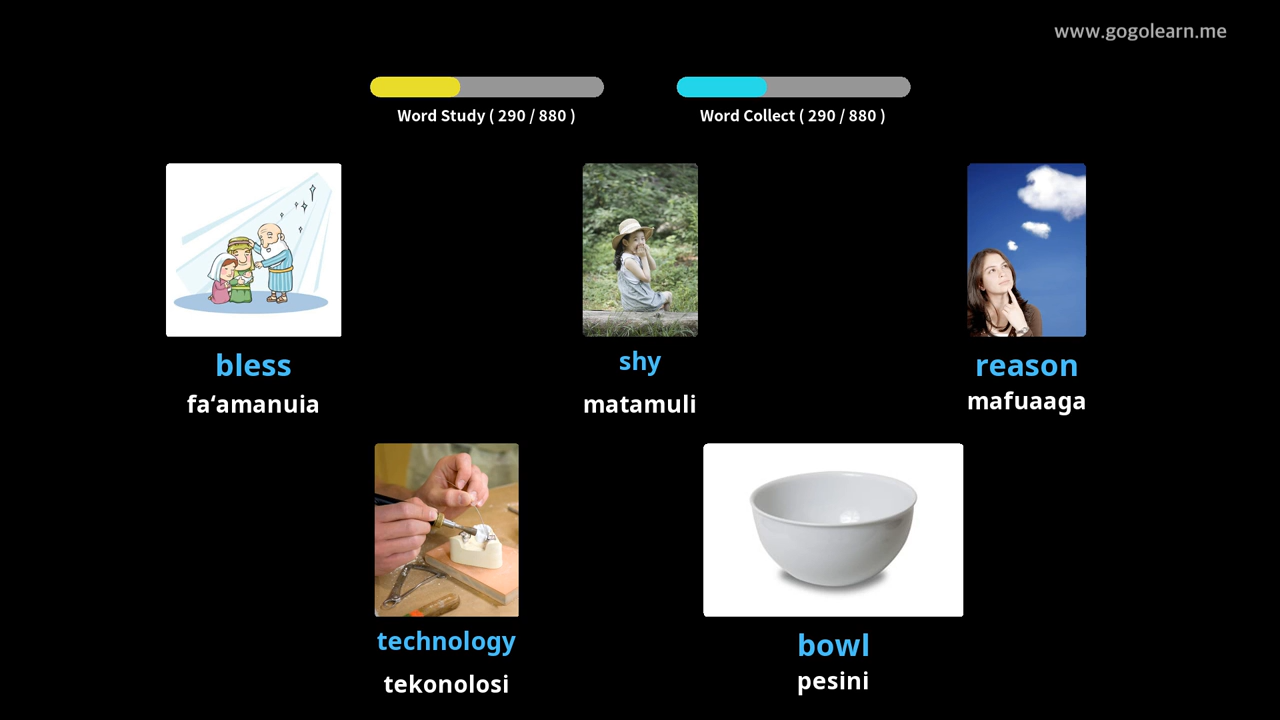 www.gogolearn.me
Word Study ( 290 / 880 )
Word Collect ( 290 / 880 )
bless
fa‘amanuia
shy
matamuli
reason
mafuaaga
technology
tekonolosi
bowl
pesini